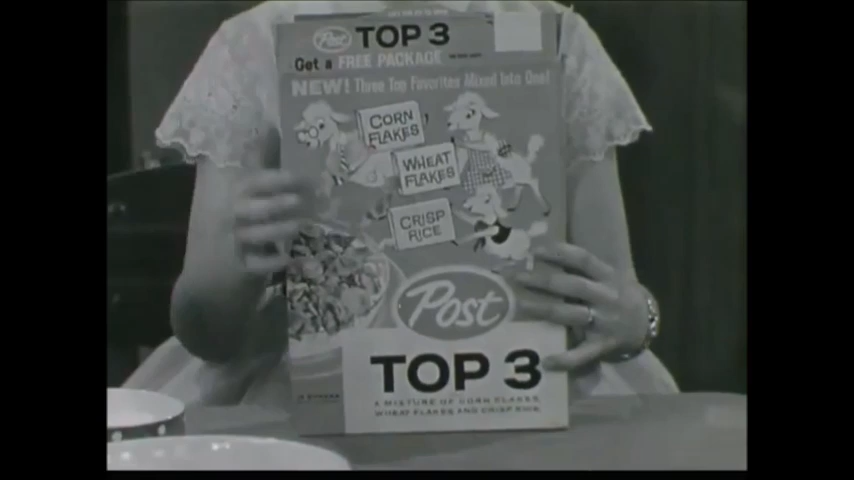 Post TOP 3
Get a FREE PACKAGE
NEW! Three Top Favorites Mixed Into One!
CORN
FLAKES
WHEAT
FLAKES
CRISP
RICE
Post
TOP 3
A MIXTURE OF CORN FLAKES,
WHEAT FLAKES AND CRISP RICE